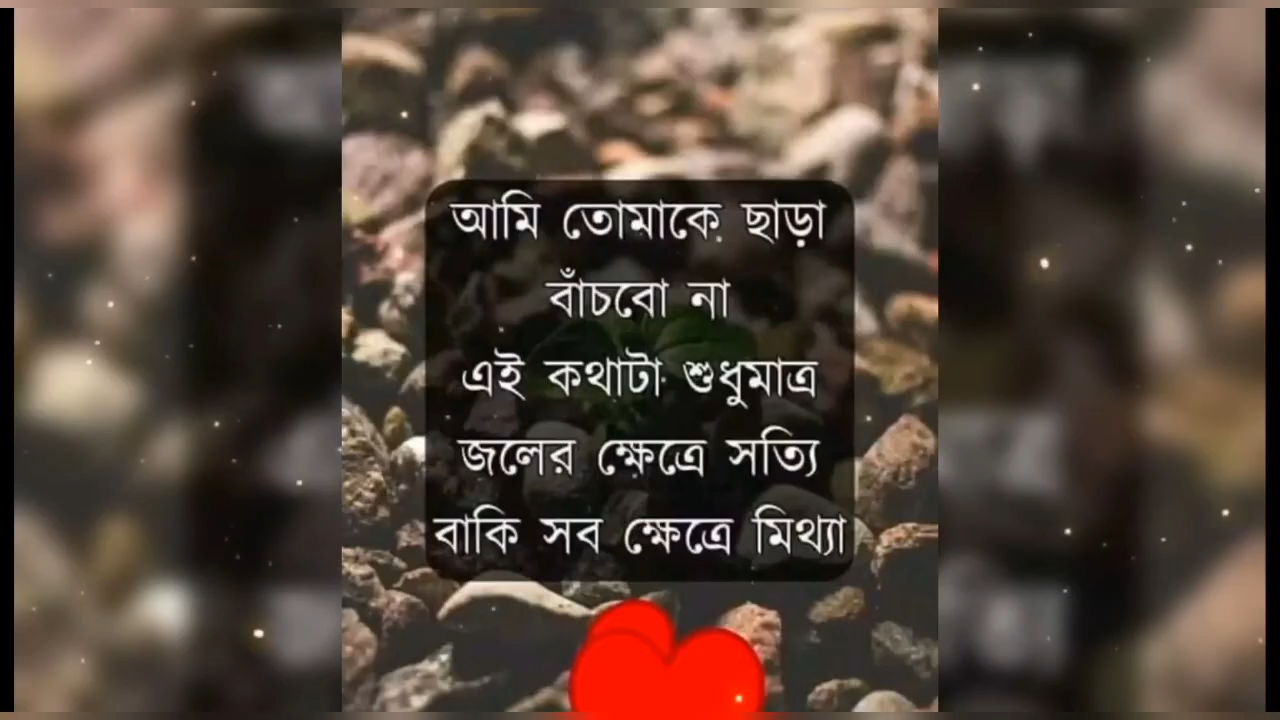 আমি তোমাকে ছাড়া
বাঁচবো না
এই কথাটা শুধুমাত্র
জলের ক্ষেত্রে সত্যি
বাকি সব ক্ষেত্রে মিথ্যা